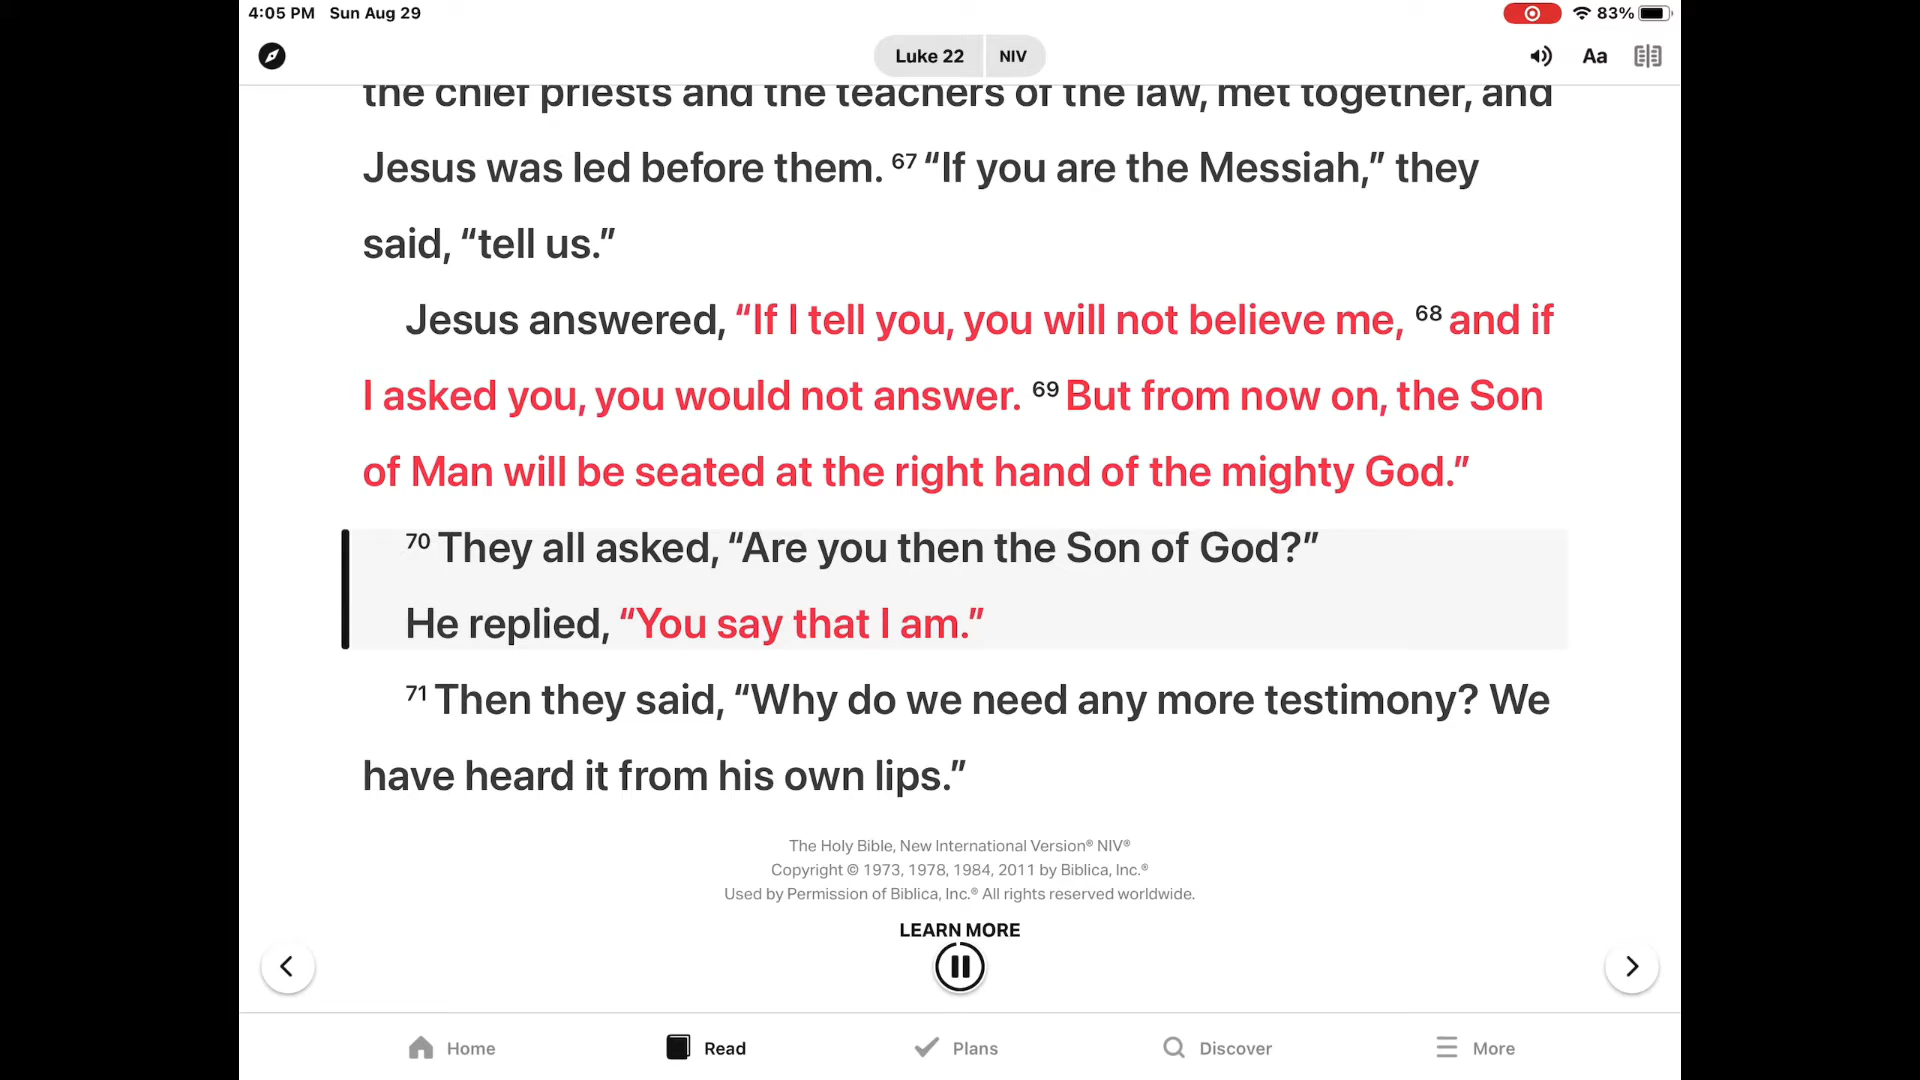 4:05 PM Sun Aug 29
83%
Luke 22 NIV
Aa
the chief priests and the teachers of the law, met together, and
Jesus was led before them. 67 “If you are the Messiah,” they
said, “tell us.”
Jesus answered, “If I tell you, you will not believe me, 68 and if
I asked you, you would not answer. 69 But from now on, the Son
of Man will be seated at the right hand of the mighty God.”
70 They all asked, “Are you then the Son of God?”
He replied, “You say that I am.”
71 Then they said, “Why do we need any more testimony? We
have heard it from his own lips.”
The Holy Bible, New International Version® NIV®
Copyright © 1973, 1978, 1984, 2011 by Biblica, Inc.®
Used by Permission of Biblica, Inc.® All rights reserved worldwide.
LEARN MORE
Home Read Plans Discover More